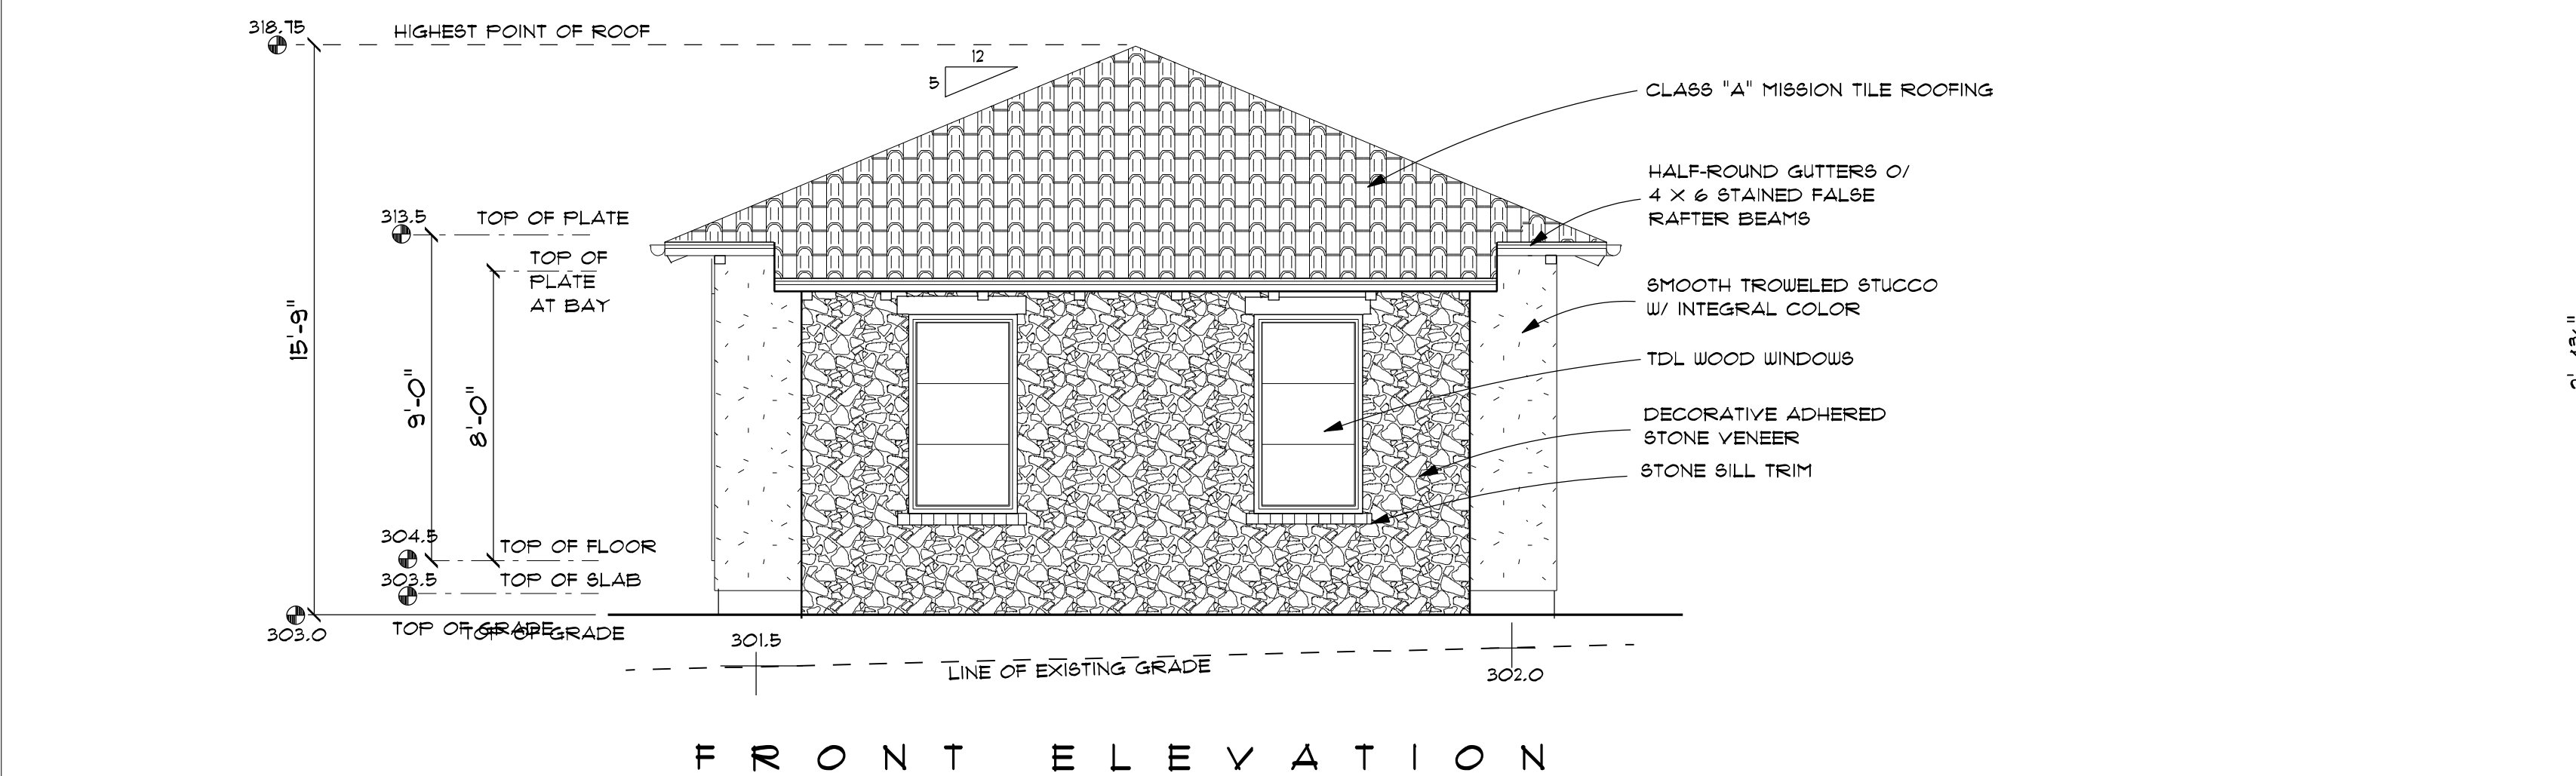 318.75
HIGHEST POINT OF ROOF
12
5
CLASS "A" MISSION TILE ROOFING
HALF-ROUND GUTTERS O/
4 X 6 STAINED FALSE
RAFTER BEAMS
313.5
TOP OF PLATE
TOP OF
PLATE
AT BAY
SMOOTH TROWELED STUCCO
W/ INTEGRAL COLOR
15'-9"
TDL WOOD WINDOWS
9'-0"
8'-0"
DECORATIVE ADHERED
STONE VENEER
STONE SILL TRIM
304.5
TOP OF FLOOR
303.5
TOP OF SLAB
303.0
TOP OF GRADE
TOP OF GRADE
301.5
LINE OF EXISTING GRADE
302.0
FRONT ELEVATION